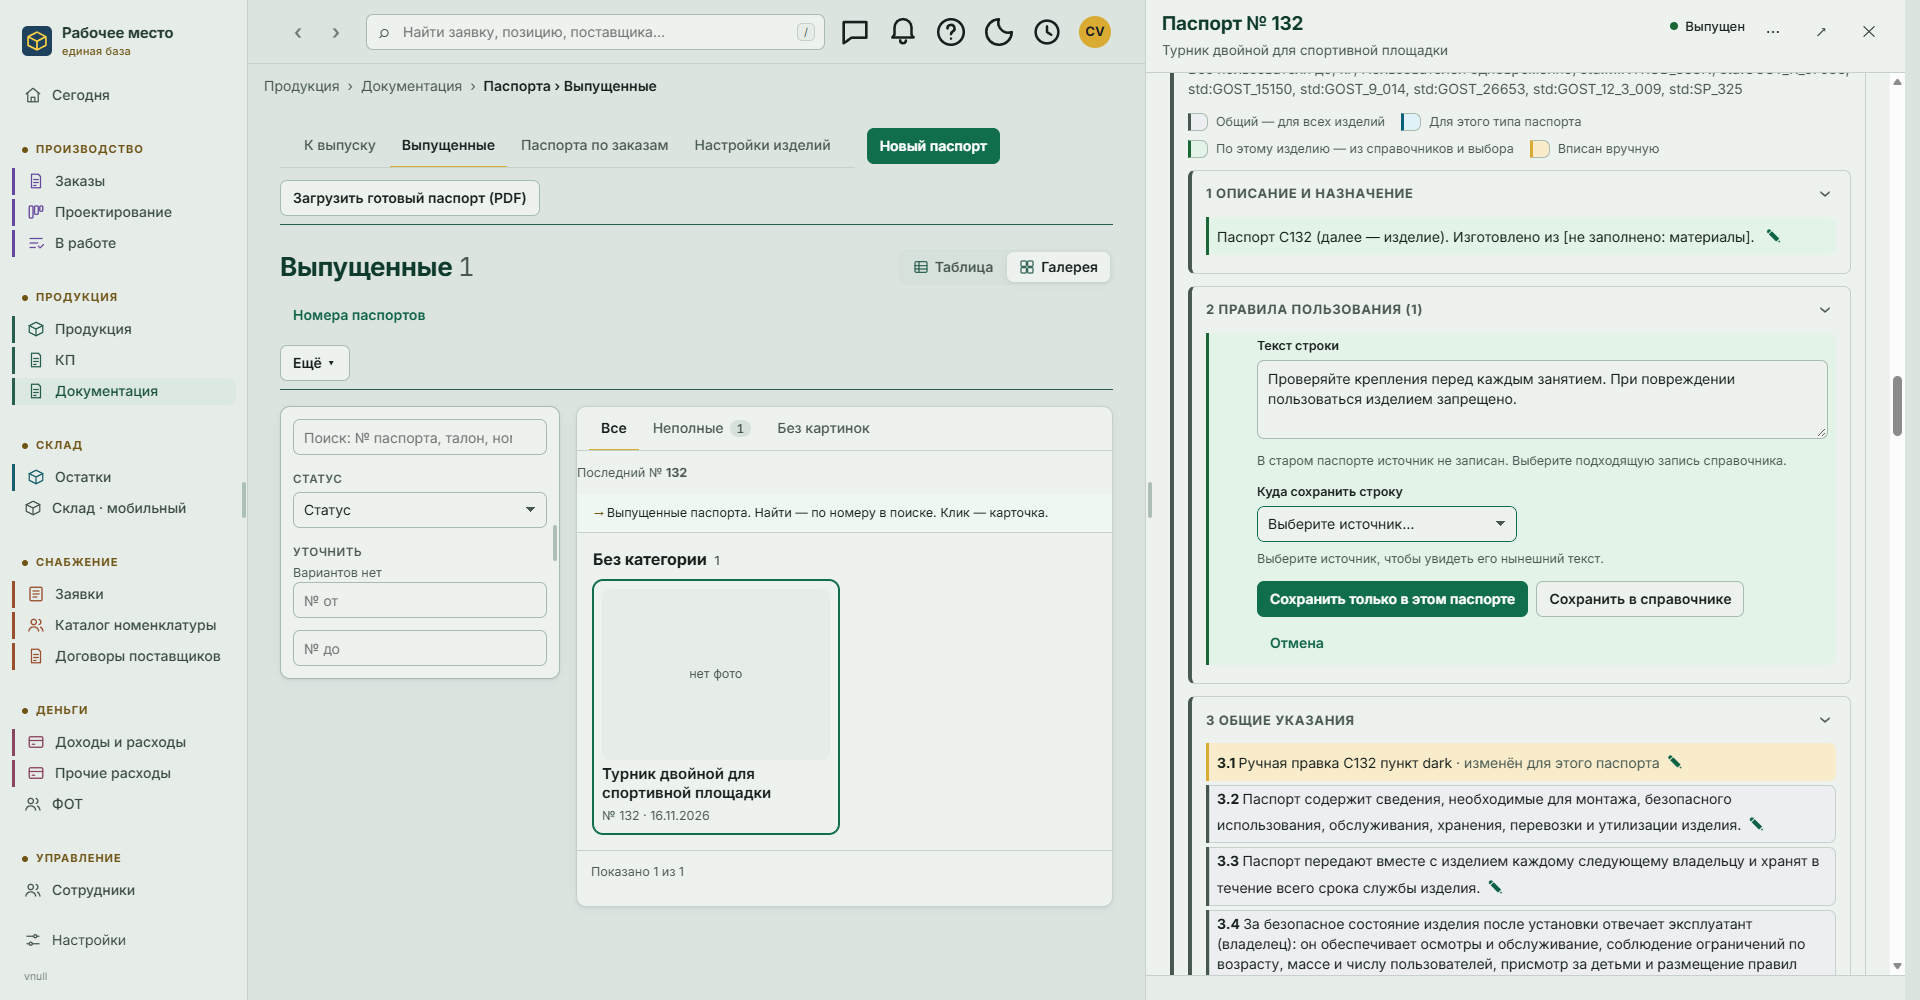 Рабочее место
единая база
Сегодня
ПРОИЗВОДСТВО
Заказы
Проектирование
В работе
ПРОДУКЦИЯ
Продукция
КП
Документация
СКЛАД
Остатки
Склад · мобильный
СНАБЖЕНИЕ
Заявки
Каталог номенклатуры
Договоры поставщиков
ДЕНЬГИ
Доходы и расходы
Прочие расходы
ФОТ
УПРАВЛЕНИЕ
Сотрудники
Настройки
vnull
Найти заявку, позицию, поставщика... /
CV
Продукция › Документация › Паспорта › Выпущенные
К выпуску Выпущенные Паспорта по заказам Настройки изделий Новый паспорт
Загрузить готовый паспорт (PDF)
Выпущенные 1
Таблица Галерея
Номера паспортов
Ещё
Поиск: № паспорта, талон, но
СТАТУС
Статус
УТОЧНИТЬ
Вариантов нет
№ от
№ до
Все Неполные 1 Без картинок
Последний № 132
→ Выпущенные паспорта. Найти — по номеру в поиске. Клик — карточка.
Без категории 1
нет фото
Турник двойной для
спортивной площадки
№ 132 · 16.11.2026
Показано 1 из 1
Паспорт № 132
Турник двойной для спортивной площадки
Выпущен ...
std:GOST_15150, std:GOST_9_014, std:GOST_26653, std:GOST_12_3_009, std:SP_325
Общий — для всех изделий Для этого типа паспорта
По этому изделию — из справочников и выбора Вписан вручную
1 ОПИСАНИЕ И НАЗНАЧЕНИЕ
Паспорт С132 (далее — изделие). Изготовлено из [не заполнено: материалы].
2 ПРАВИЛА ПОЛЬЗОВАНИЯ (1)
Текст строки
Проверяйте крепления перед каждым занятием. При повреждении
пользоваться изделием запрещено.
В старом паспорте источник не записан. Выберите подходящую запись справочника.
Куда сохранить строку
Выберите источник...
Выберите источник, чтобы увидеть его нынешний текст.
Сохранить только в этом паспорте Сохранить в справочнике
Отмена
3 ОБЩИЕ УКАЗАНИЯ
3.1 Ручная правка С132 пункт dark · изменён для этого паспорта
3.2 Паспорт содержит сведения, необходимые для монтажа, безопасного
использования, обслуживания, хранения, перевозки и утилизации изделия.
3.3 Паспорт передают вместе с изделием каждому следующему владельцу и хранят в
течение всего срока службы изделия.
3.4 За безопасное состояние изделия после установки отвечает эксплуатант
(владелец): он обеспечивает осмотры и обслуживание, соблюдение ограничений по
возрасту, массе и числу пользователей, присмотр за детьми и размещение правил